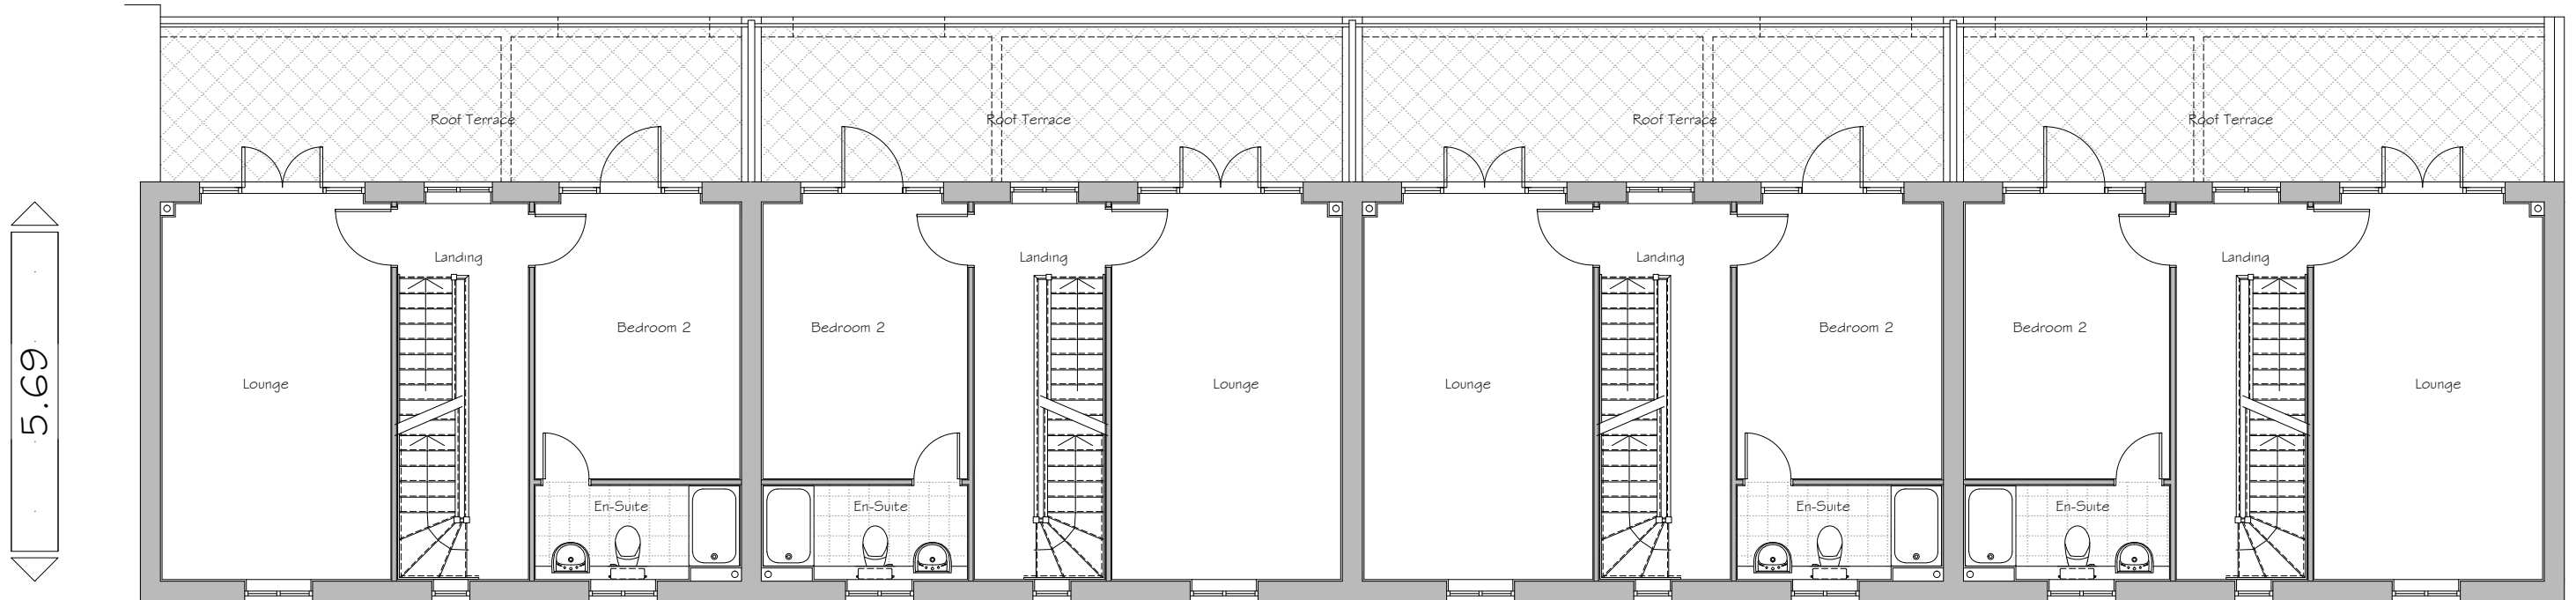 Roof Terrace Roof Terrace Roof Terrace Roof Terrace
Landing Landing Landing Landing
Bedroom 2 Bedroom 2 Bedroom 2 Bedroom 2
5.69
Lounge Lounge Lounge Lounge
En-Suite En-Suite En-Suite En-Suite